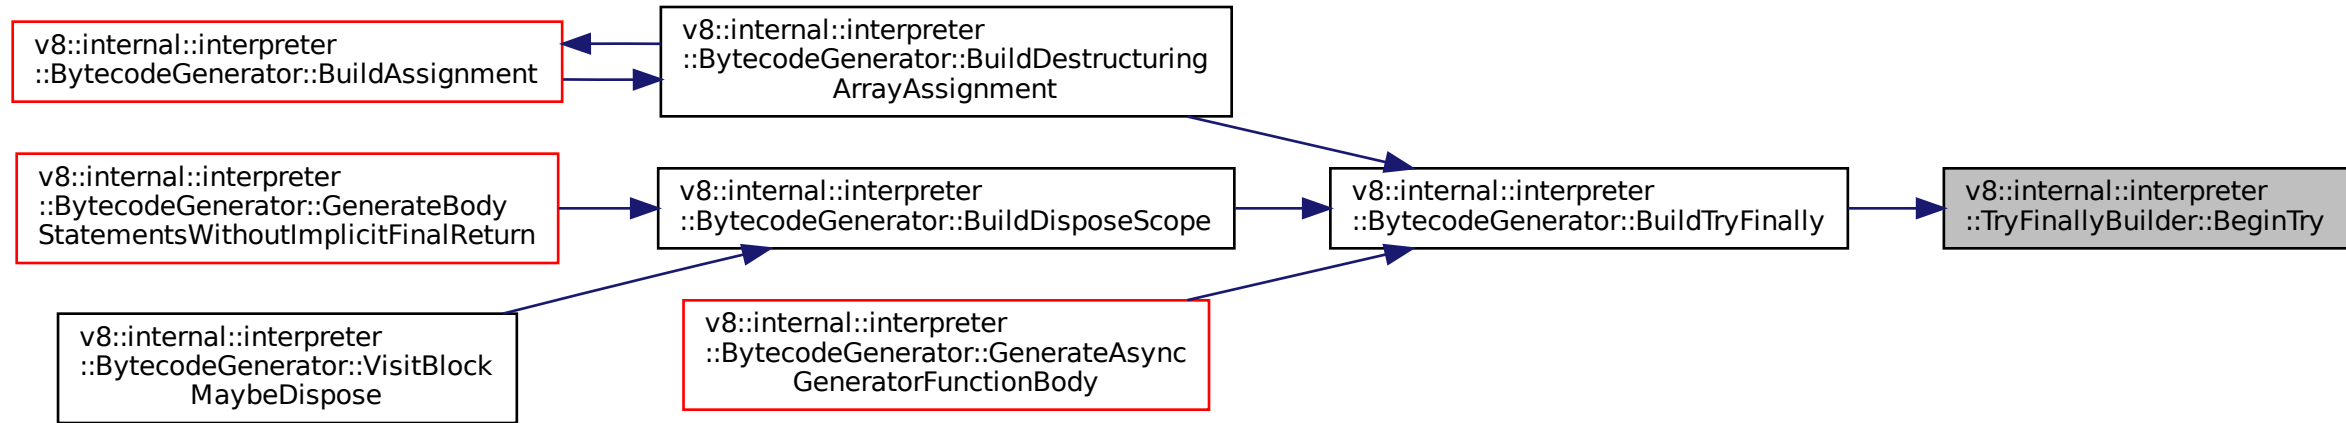 v8::internal::interpreter
::BytecodeGenerator::BuildAssignment
v8::internal::interpreter
::BytecodeGenerator::BuildDestructuring
ArrayAssignment
v8::internal::interpreter
::BytecodeGenerator::GenerateBody
StatementsWithoutImplicitFinalReturn
v8::internal::interpreter
::BytecodeGenerator::BuildDisposeScope
v8::internal::interpreter
::BytecodeGenerator::BuildTryFinally
v8::internal::interpreter
::TryFinallyBuilder::BeginTry
v8::internal::interpreter
::BytecodeGenerator::VisitBlock
MaybeDispose
v8::internal::interpreter
::BytecodeGenerator::GenerateAsync
GeneratorFunctionBody